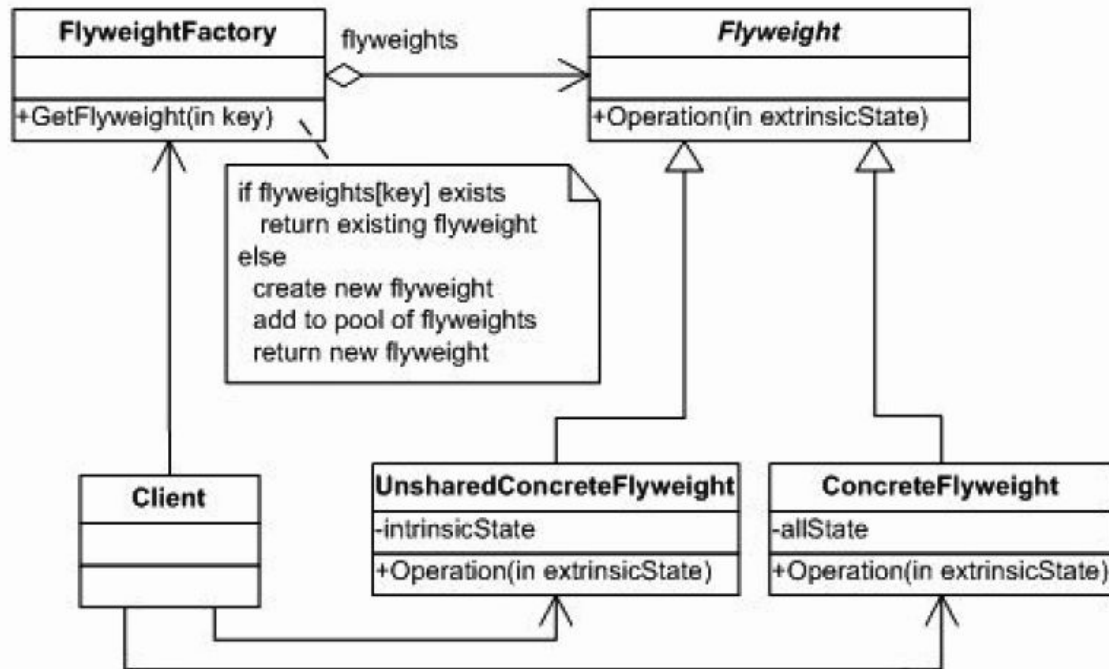 FlyweightFactory
+GetFlyweight(in key)
flyweights
Flyweight
+Operation(in extrinsicState)
if flyweights[key] exists
return existing flyweight
else
create new flyweight
add to pool of flyweights
return new flyweight
Client
UnsharedConcreteFlyweight
-intrinsicState
+Operation(in extrinsicState)
ConcreteFlyweight
-allState
+Operation(in extrinsicState)